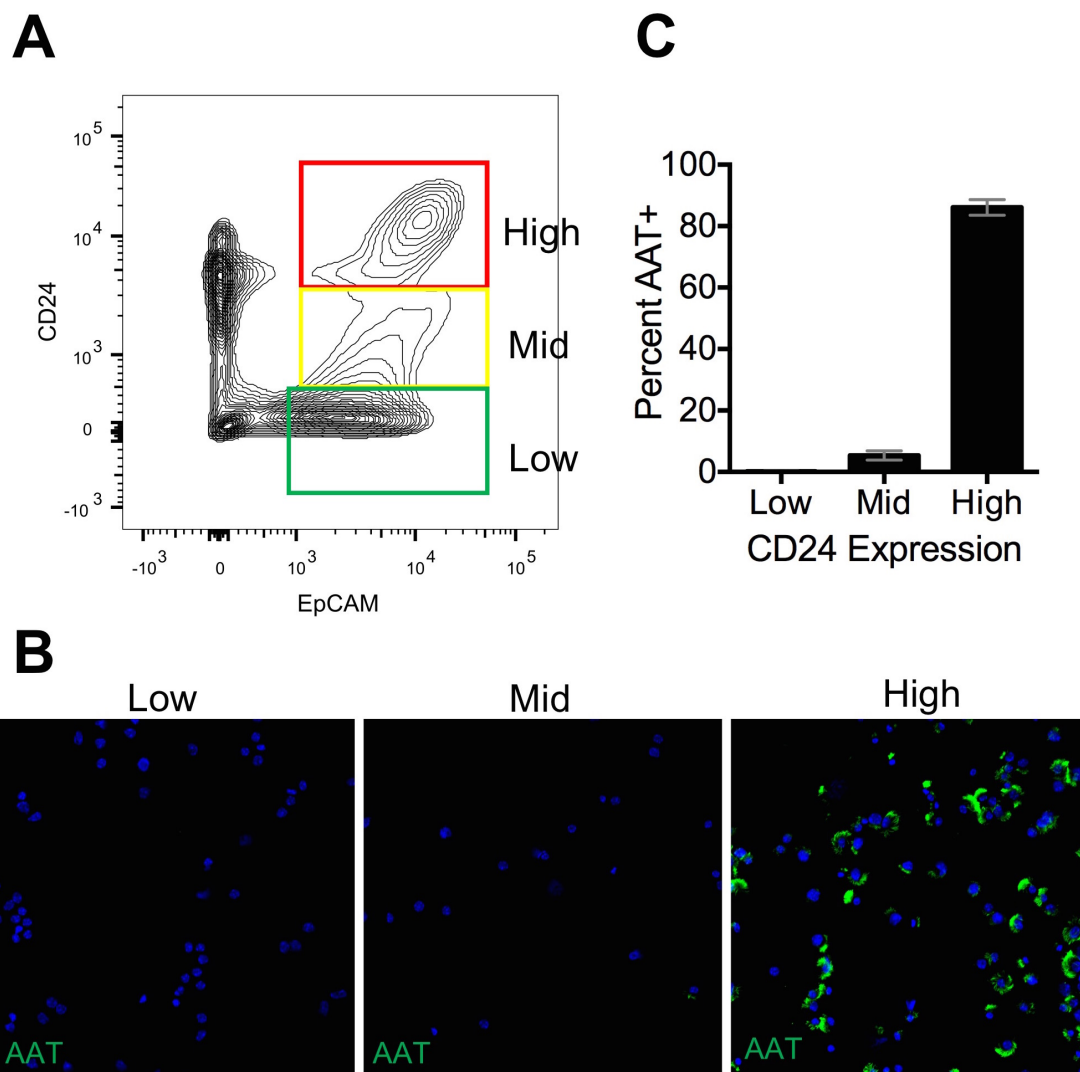 A
CD24
10^5
10^4
10^3
0
-10^3
High
Mid
Low
-10^3
0
10^3
10^4
10^5
EpCAM
C
Percent AAT+
100
80
60
40
20
0
Low Mid High
CD24 Expression
B
Low Mid High
AAT AAT AAT